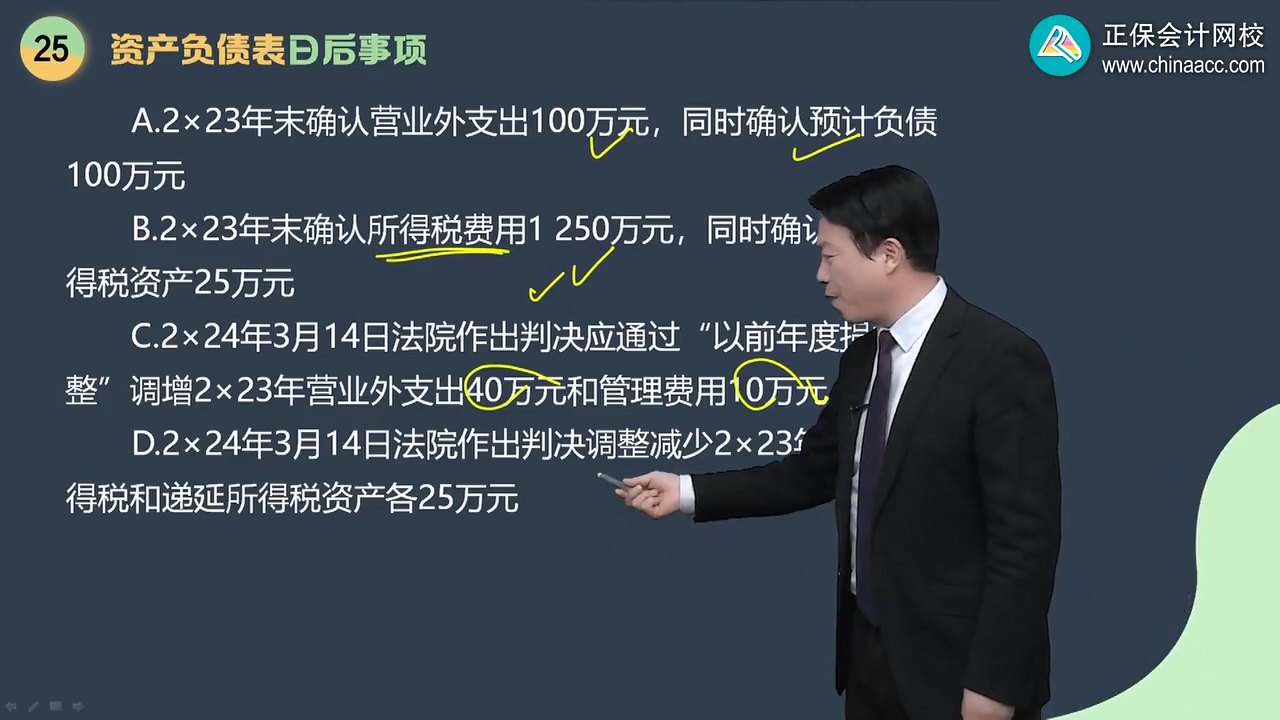 25 资产负债表日后事项
正保会计网校
www.chinaacc.com
A.2×23年末确认营业外支出100万元，同时确认预计负债
100万元
B.2×23年末确认所得税费用1 250万元，同时确
得税资产25万元
C.2×24年3月14日法院作出判决应通过“以前年度
整”调增2×23年营业外支出40万元和管理费用10万元
D.2×24年3月14日法院作出判决调整减少2×23
得税和递延所得税资产各25万元